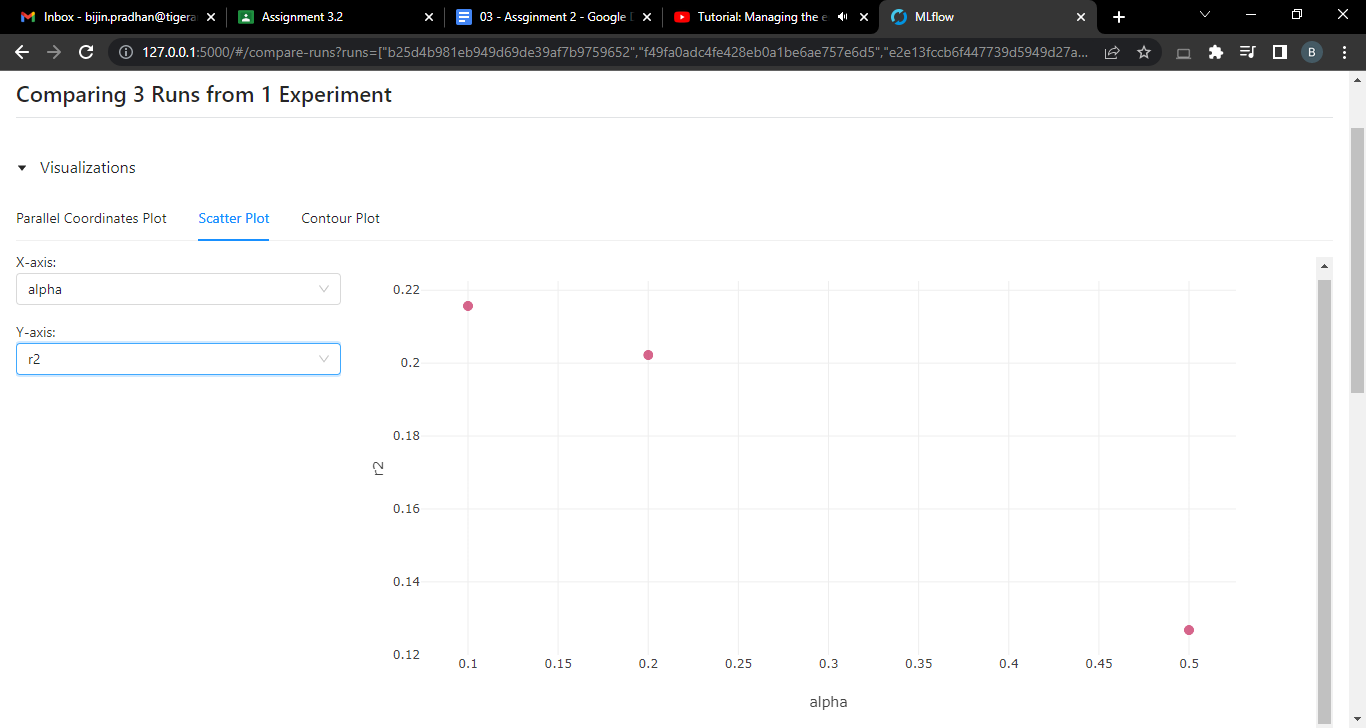 Inbox - bijin.pradhan@tigera
Assignment 3.2
03 - Assginment 2 - Google D
Tutorial: Managing the e
MLflow
127.0.0.1:5000/#/compare-runs?runs=["b25d4b981eb949d69de39af7b9759652","f49fa0adc4fe428eb0a1be6ae757e6d5","e2e13fccb6f447739d5949d27a...
B
Comparing 3 Runs from 1 Experiment
Visualizations
Parallel Coordinates Plot
Scatter Plot
Contour Plot
X-axis:
alpha
Y-axis:
r2
0.22
0.2
0.18
0.16
0.14
0.12
r2
0.1 0.15 0.2 0.25 0.3 0.35 0.4 0.45 0.5
alpha